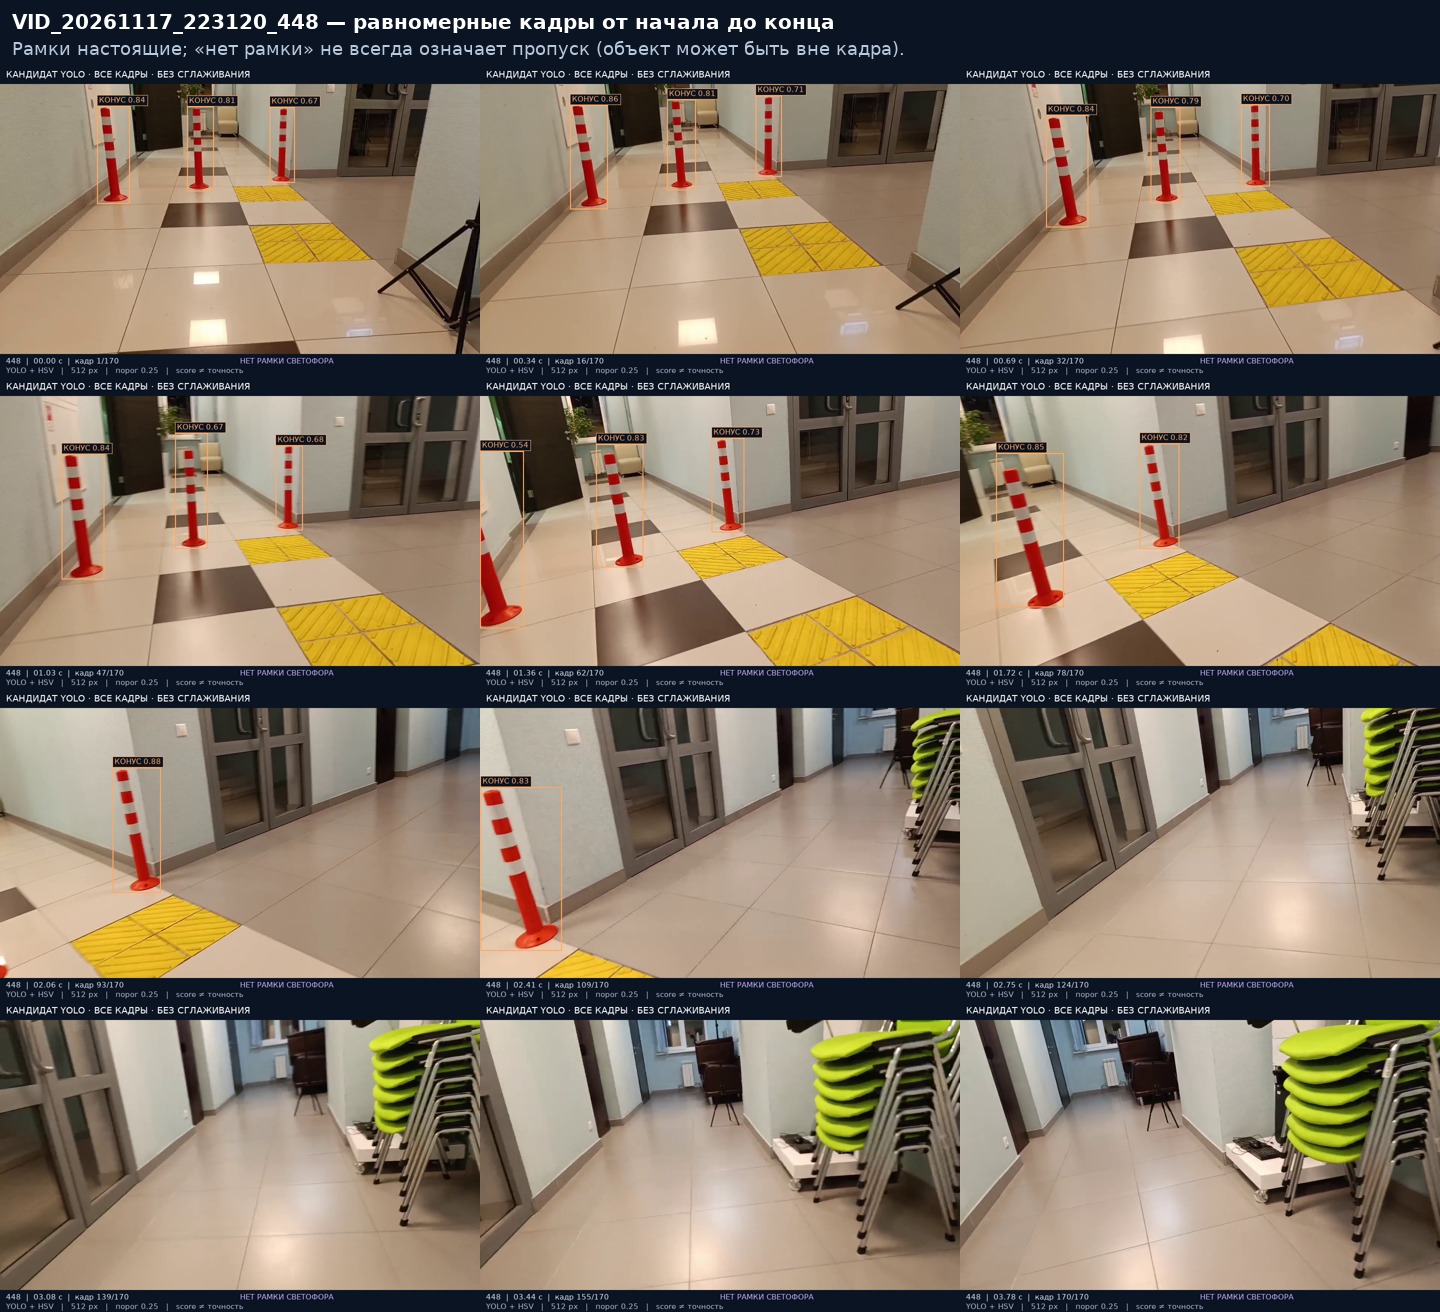 VID_20261117_223120_448 — равномерные кадры от начала до конца
Рамки настоящие; «нет рамки» не всегда означает пропуск (объект может быть вне кадра).
КАНДИДАТ YOLO · ВСЕ КАДРЫ · БЕЗ СГЛАЖИВАНИЯ
КАНДИДАТ YOLO · ВСЕ КАДРЫ · БЕЗ СГЛАЖИВАНИЯ
КАНДИДАТ YOLO · ВСЕ КАДРЫ · БЕЗ СГЛАЖИВАНИЯ
КОНУС 0.84
КОНУС 0.81
КОНУС 0.67
КОНУС 0.86
КОНУС 0.81
КОНУС 0.71
КОНУС 0.84
КОНУС 0.79
КОНУС 0.70
448 | 00.00 с | кадр 1/170 НЕТ РАМКИ СВЕТОФОРА
YOLO + HSV | 512 px | порог 0.25 | score ≠ точность
448 | 00.34 с | кадр 16/170 НЕТ РАМКИ СВЕТОФОРА
YOLO + HSV | 512 px | порог 0.25 | score ≠ точность
448 | 00.69 с | кадр 32/170 НЕТ РАМКИ СВЕТОФОРА
YOLO + HSV | 512 px | порог 0.25 | score ≠ точность
КАНДИДАТ YOLO · ВСЕ КАДРЫ · БЕЗ СГЛАЖИВАНИЯ
КАНДИДАТ YOLO · ВСЕ КАДРЫ · БЕЗ СГЛАЖИВАНИЯ
КАНДИДАТ YOLO · ВСЕ КАДРЫ · БЕЗ СГЛАЖИВАНИЯ
КОНУС 0.84
КОНУС 0.67
КОНУС 0.68
КОНУС 0.54
КОНУС 0.83
КОНУС 0.73
КОНУС 0.85
КОНУС 0.82
448 | 01.03 с | кадр 47/170 НЕТ РАМКИ СВЕТОФОРА
YOLO + HSV | 512 px | порог 0.25 | score ≠ точность
448 | 01.36 с | кадр 62/170 НЕТ РАМКИ СВЕТОФОРА
YOLO + HSV | 512 px | порог 0.25 | score ≠ точность
448 | 01.72 с | кадр 78/170 НЕТ РАМКИ СВЕТОФОРА
YOLO + HSV | 512 px | порог 0.25 | score ≠ точность
КАНДИДАТ YOLO · ВСЕ КАДРЫ · БЕЗ СГЛАЖИВАНИЯ
КАНДИДАТ YOLO · ВСЕ КАДРЫ · БЕЗ СГЛАЖИВАНИЯ
КАНДИДАТ YOLO · ВСЕ КАДРЫ · БЕЗ СГЛАЖИВАНИЯ
КОНУС 0.88
КОНУС 0.83
448 | 02.06 с | кадр 93/170 НЕТ РАМКИ СВЕТОФОРА
YOLO + HSV | 512 px | порог 0.25 | score ≠ точность
448 | 02.41 с | кадр 109/170 НЕТ РАМКИ СВЕТОФОРА
YOLO + HSV | 512 px | порог 0.25 | score ≠ точность
448 | 02.75 с | кадр 124/170 НЕТ РАМКИ СВЕТОФОРА
YOLO + HSV | 512 px | порог 0.25 | score ≠ точность
КАНДИДАТ YOLO · ВСЕ КАДРЫ · БЕЗ СГЛАЖИВАНИЯ
КАНДИДАТ YOLO · ВСЕ КАДРЫ · БЕЗ СГЛАЖИВАНИЯ
КАНДИДАТ YOLO · ВСЕ КАДРЫ · БЕЗ СГЛАЖИВАНИЯ
448 | 03.08 с | кадр 139/170 НЕТ РАМКИ СВЕТОФОРА
YOLO + HSV | 512 px | порог 0.25 | score ≠ точность
448 | 03.44 с | кадр 155/170 НЕТ РАМКИ СВЕТОФОРА
YOLO + HSV | 512 px | порог 0.25 | score ≠ точность
448 | 03.78 с | кадр 170/170 НЕТ РАМКИ СВЕТОФОРА
YOLO + HSV | 512 px | порог 0.25 | score ≠ точность